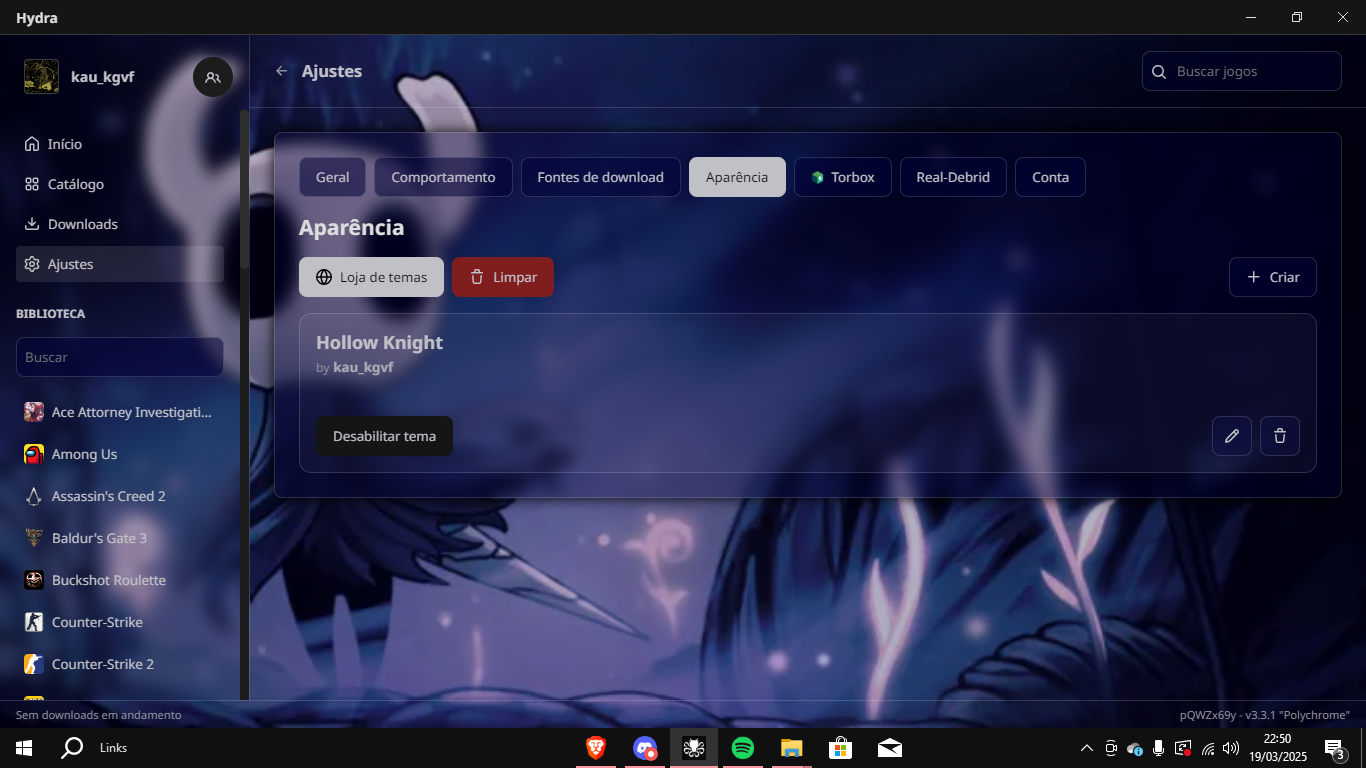 Hydra
kau_kgvf
Ajustes
Buscar jogos
Início
Catálogo
Downloads
Ajustes
BIBLIOTECA
Buscar
Ace Attorney Investigati...
Among Us
Assassin's Creed 2
Baldur's Gate 3
Buckshot Roulette
Counter-Strike
Counter-Strike 2
Geral
Comportamento
Fontes de download
Aparência
Torbox
Real-Debrid
Conta
Aparência
Loja de temas
Limpar
Criar
Hollow Knight
by kau_kgvf
Desabilitar tema
Sem downloads em andamento
pQWZx69y - v3.3.1 "Polychrome"
Links
22:50
19/03/2025
3